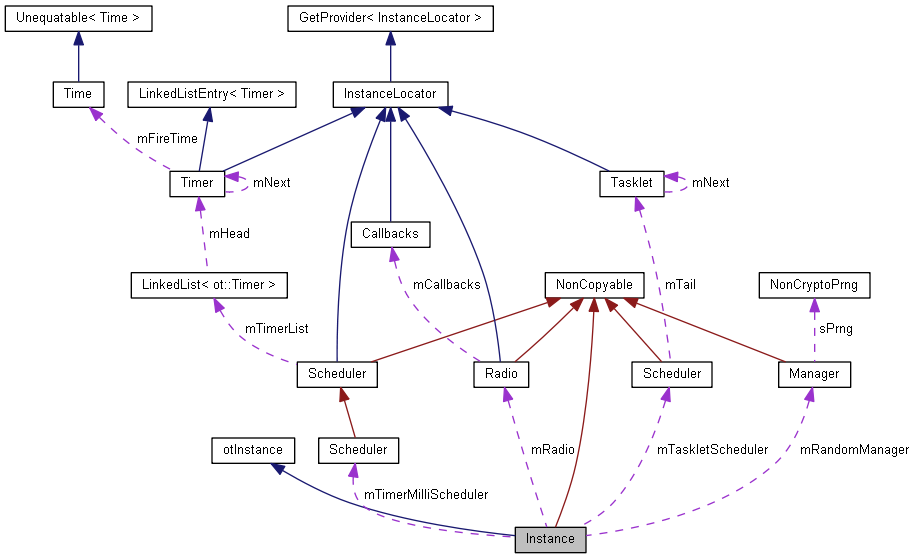 Unequatable< Time >
GetProvider< InstanceLocator >
Time
LinkedListEntry< Timer >
InstanceLocator
mFireTime
Timer
mNext
Tasklet
mNext
mHead
Callbacks
LinkedList< ot::Timer >
mCallbacks
NonCopyable
mTail
NonCryptoPrng
mTimerList
sPrng
Scheduler
Radio
Scheduler
Manager
otInstance
Scheduler
mRadio
mTaskletScheduler
mRandomManager
mTimerMilliScheduler
Instance